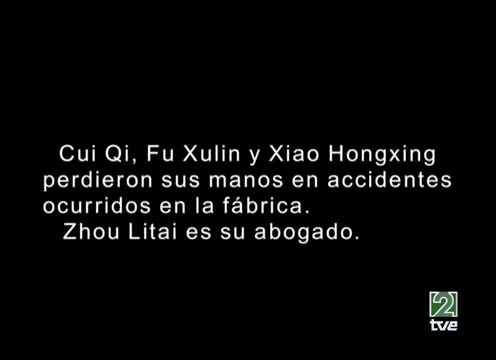 Cui Qi, Fu Xulin y Xiao Hongxing
perdieron sus manos en accidentes
ocurridos en la fábrica.
Zhou Litai es su abogado.
2
tve